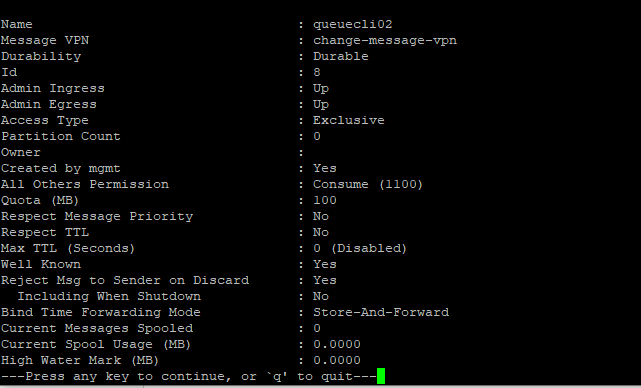 Name : queuecli02
Message VPN : change-message-vpn
Durability : Durable
Id : 8
Admin Ingress : Up
Admin Egress : Up
Access Type : Exclusive
Partition Count : 0
Owner :
Created by mgmt : Yes
All Others Permission : Consume (1100)
Quota (MB) : 100
Respect Message Priority : No
Respect TTL : No
Max TTL (Seconds) : 0 (Disabled)
Well Known : Yes
Reject Msg to Sender on Discard : Yes
  Including When Shutdown : No
Bind Time Forwarding Mode : Store-And-Forward
Current Messages Spooled : 0
Current Spool Usage (MB) : 0.0000
High Water Mark (MB) : 0.0000
---Press any key to continue, or `q' to quit---